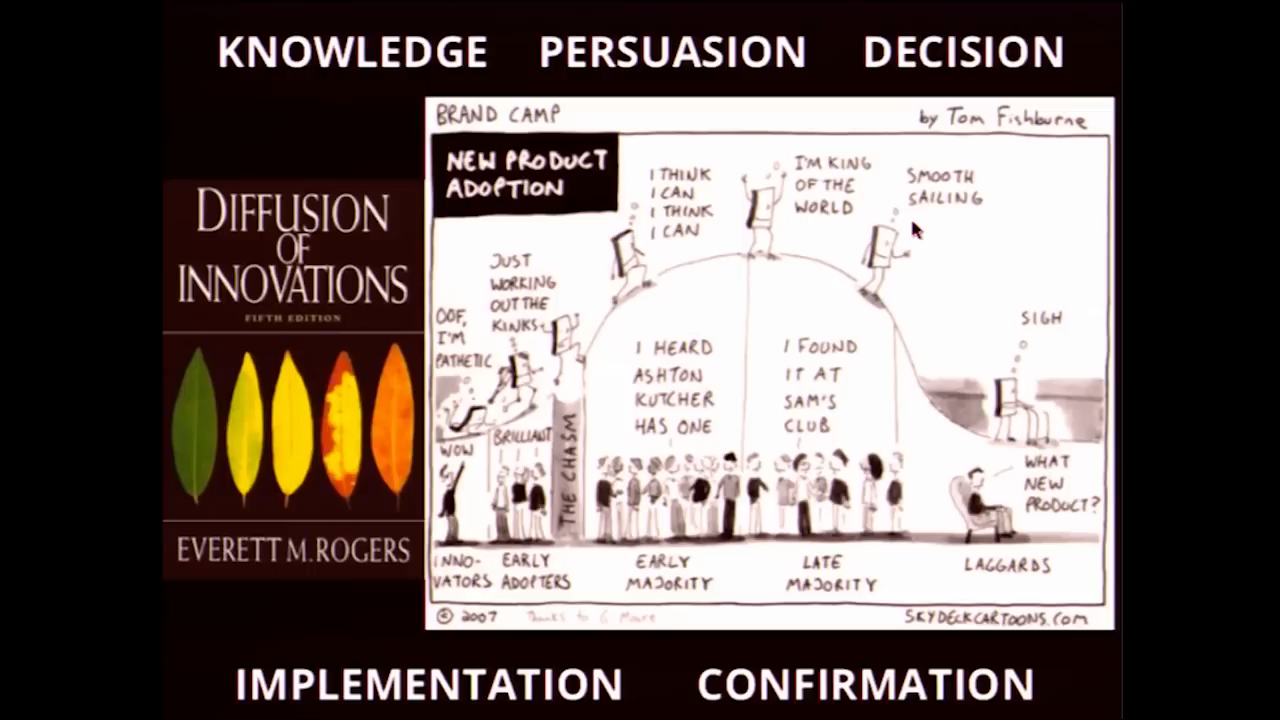 KNOWLEDGE PERSUASION DECISION
DIFFUSION
OF
INNOVATIONS
FIFTH EDITION
EVERETT M. ROGERS
BRAND CAMP
by Tom Fishburne
NEW PRODUCT
ADOPTION
OOF,
I'M
PATHETIC
JUST
WORKING
OUT THE
KINKS
I THINK
I CAN
I THINK
I CAN
I'M KING
OF THE
WORLD
SMOOTH
SAILING
SIGH
WOW
BRILLIANT
THE CHASM
I HEARD
ASHTON
KUTCHER
HAS ONE
I FOUND
IT AT
SAM'S
CLUB
WHAT
NEW
PRODUCT?
INNO-
VATORS
EARLY
ADOPTERS
EARLY
MAJORITY
LATE
MAJORITY
LAGGARDS
© 2007
Thanks to G Moore
SKYDECKCARTOONS.COM
IMPLEMENTATION CONFIRMATION